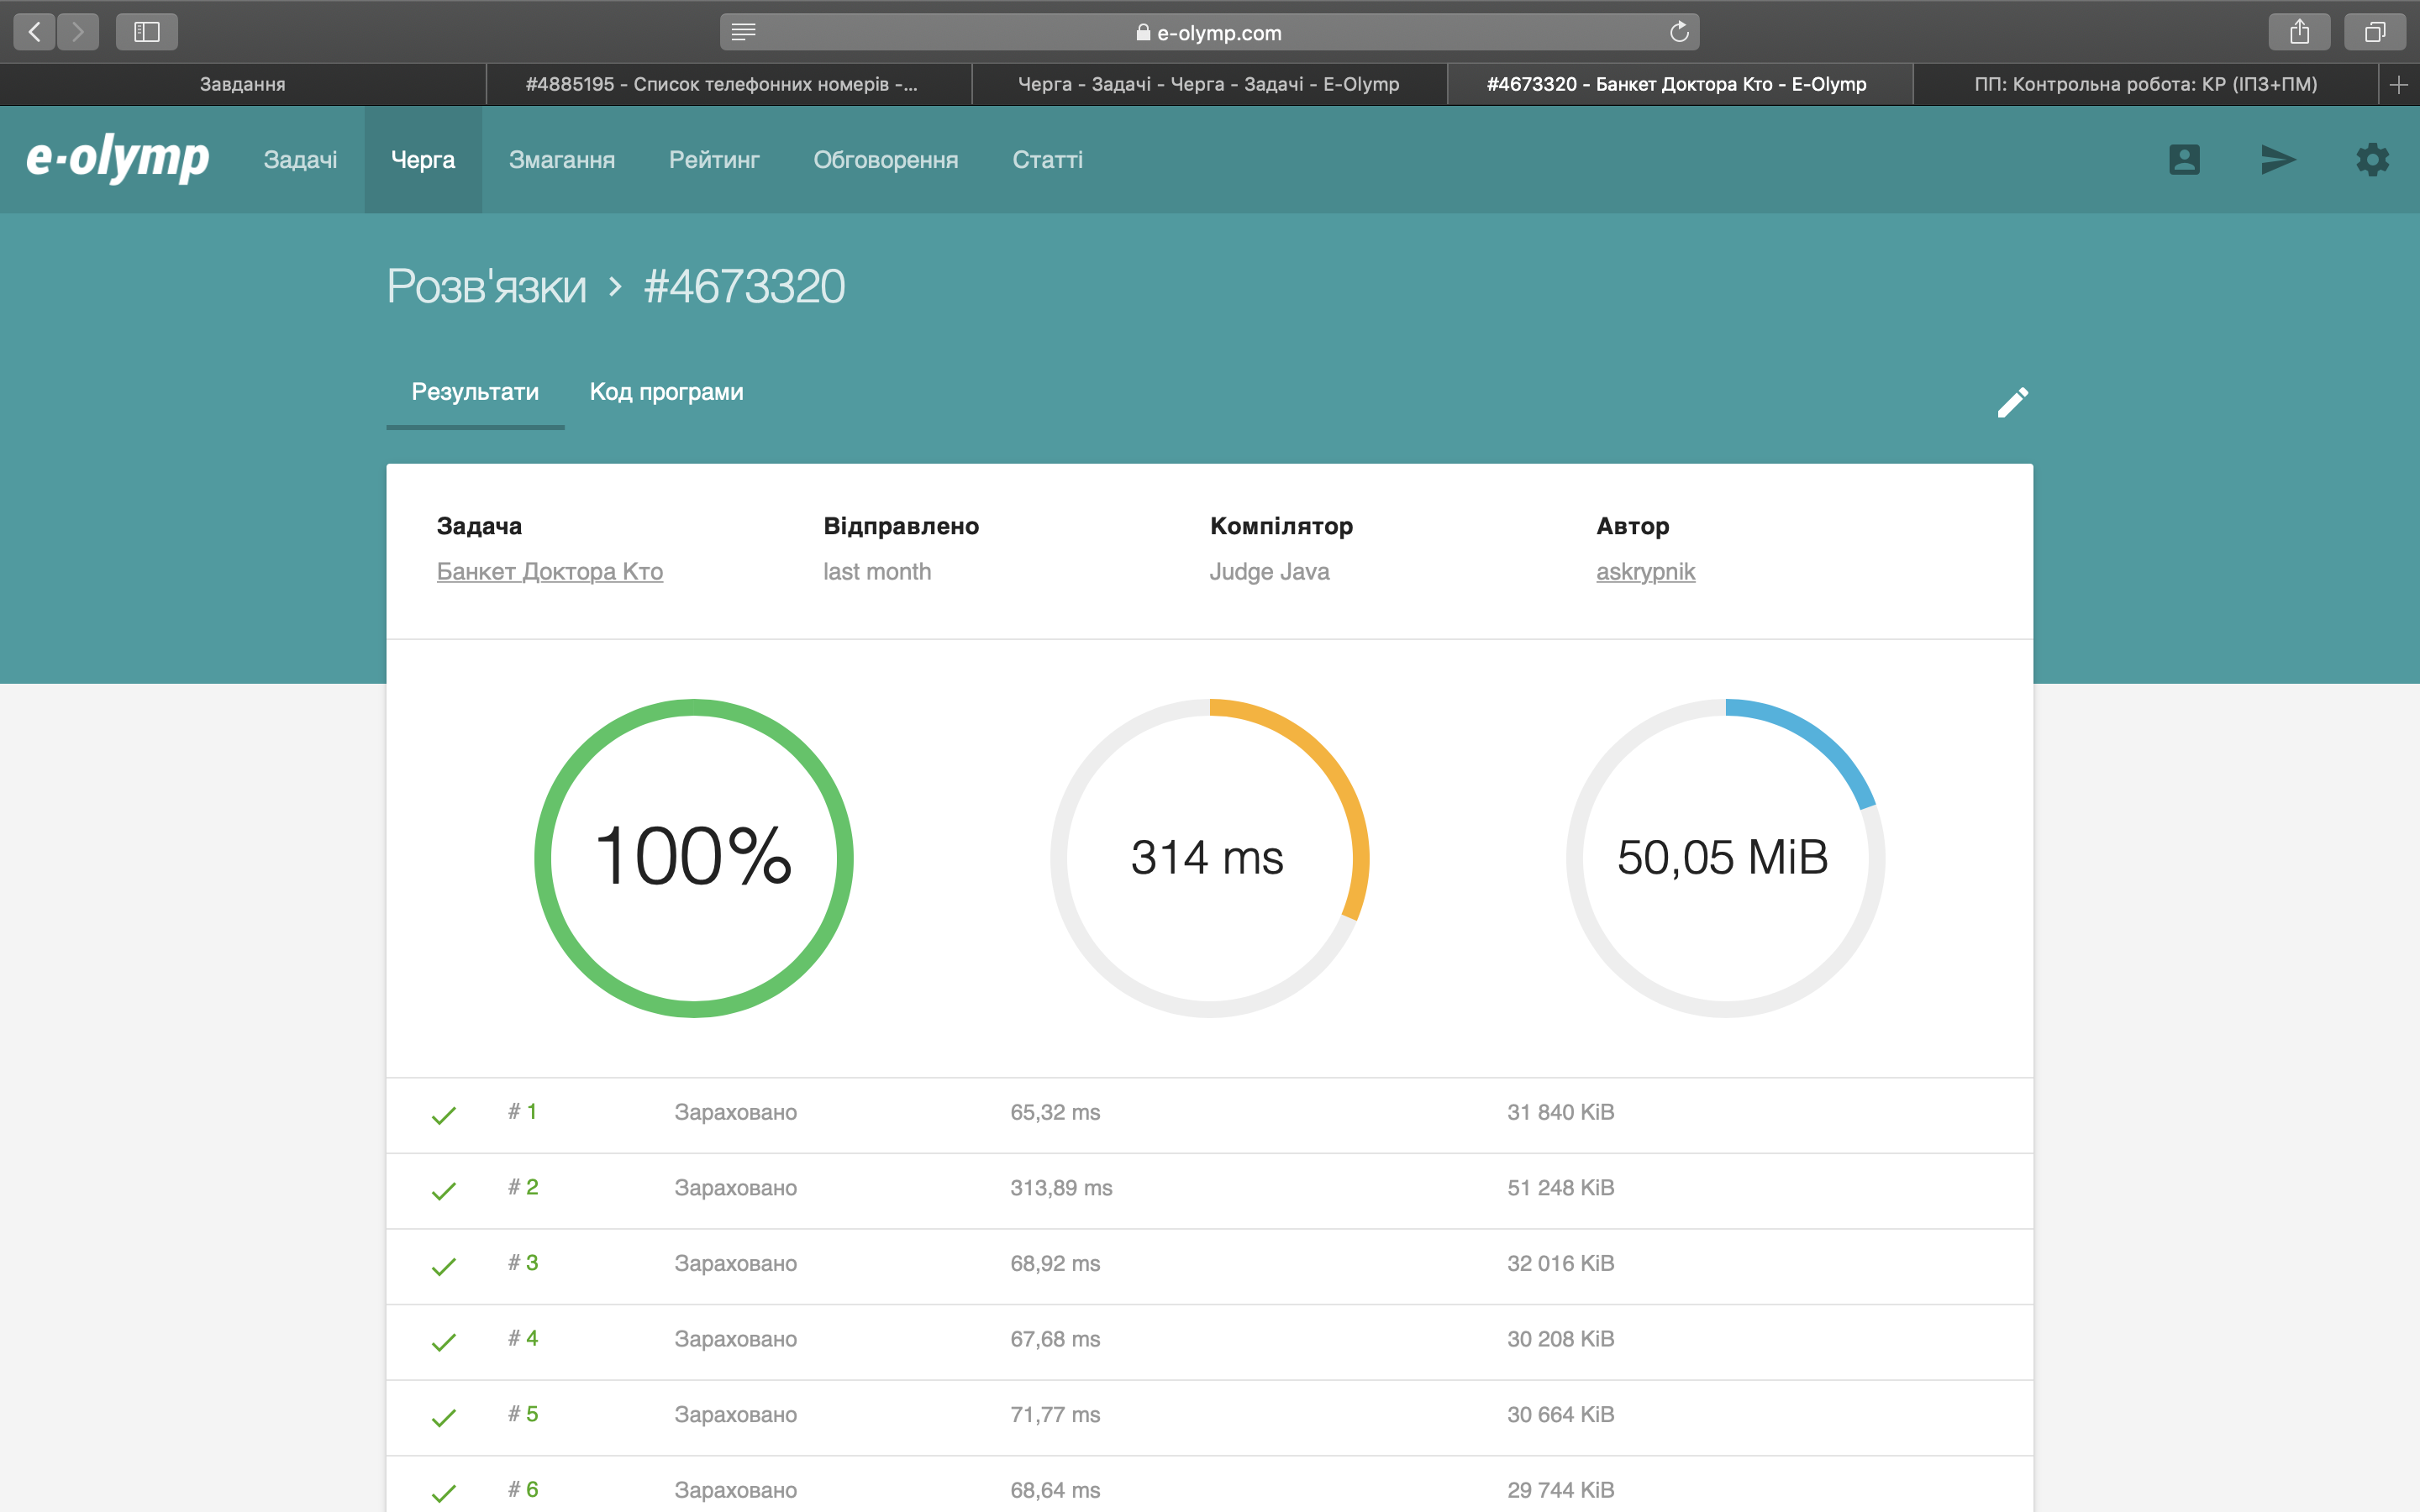 e-olymp.com
Завдання
#4885195 - Список телефонних номерів -...
Черга - Задачі - Черга - Задачі - E-Olymp
#4673320 - Банкет Доктора Кто - E-Olymp
ПП: Контрольна робота: КР (ІПЗ+ПМ)
e-olymp Задачі Черга Змагання Рейтинг Обговорення Статті
Розв'язки > #4673320
Результати Код програми
Задача Відправлено Компілятор Автор
Банкет Доктора Кто last month Judge Java askrypnik
100% 314 ms 50,05 MiB
# 1 Зараховано 65,32 ms 31 840 KiB
# 2 Зараховано 313,89 ms 51 248 KiB
# 3 Зараховано 68,92 ms 32 016 KiB
# 4 Зараховано 67,68 ms 30 208 KiB
# 5 Зараховано 71,77 ms 30 664 KiB
# 6 Зараховано 68,64 ms 29 744 KiB